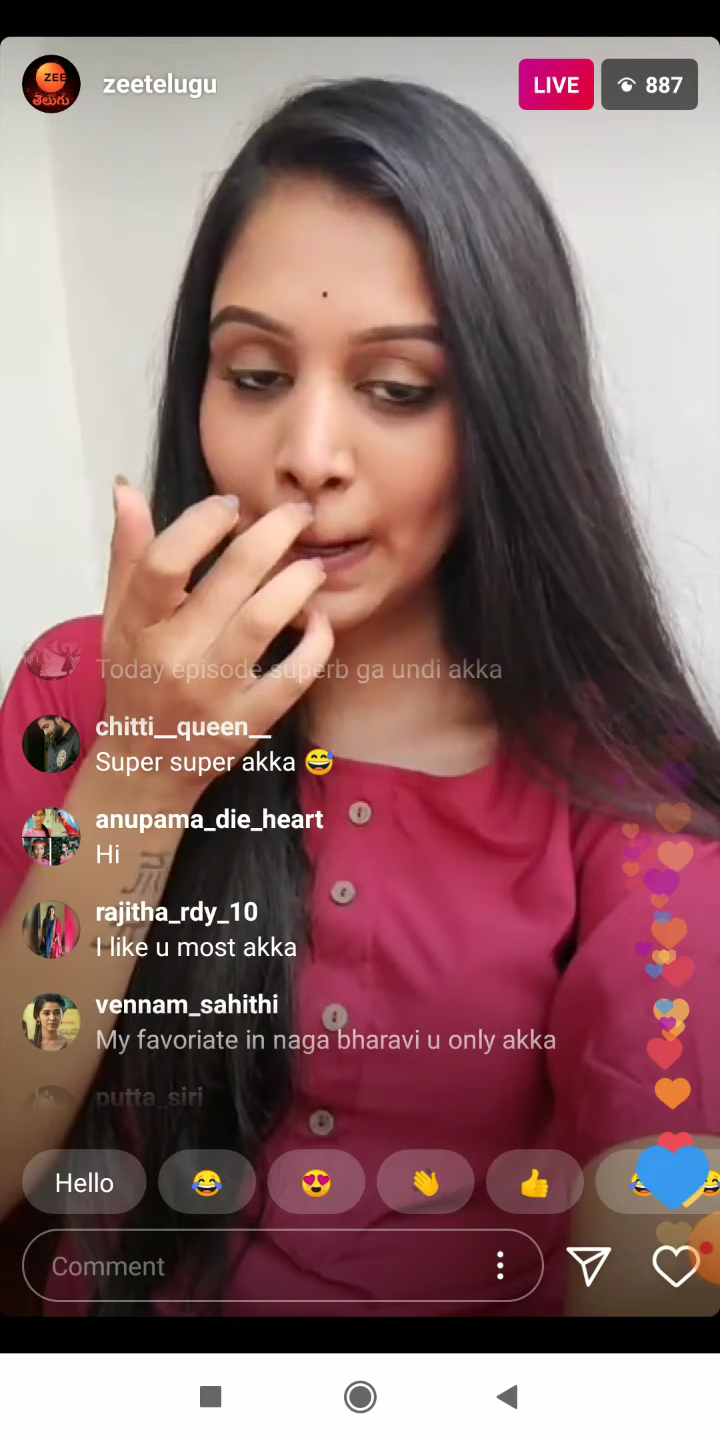 ZEE
తెలుగు
zeetelugu
LIVE
887
Today episode superb ga undi akka
chitti__queen__
Super super akka 😅
anupama_die_heart
Hi
rajitha_rdy_10
I like u most akka
vennam_sahithi
My favoriate in naga bharavi u only akka
putta_siri
Hello 😂 😍 👋 👍 😂
Comment